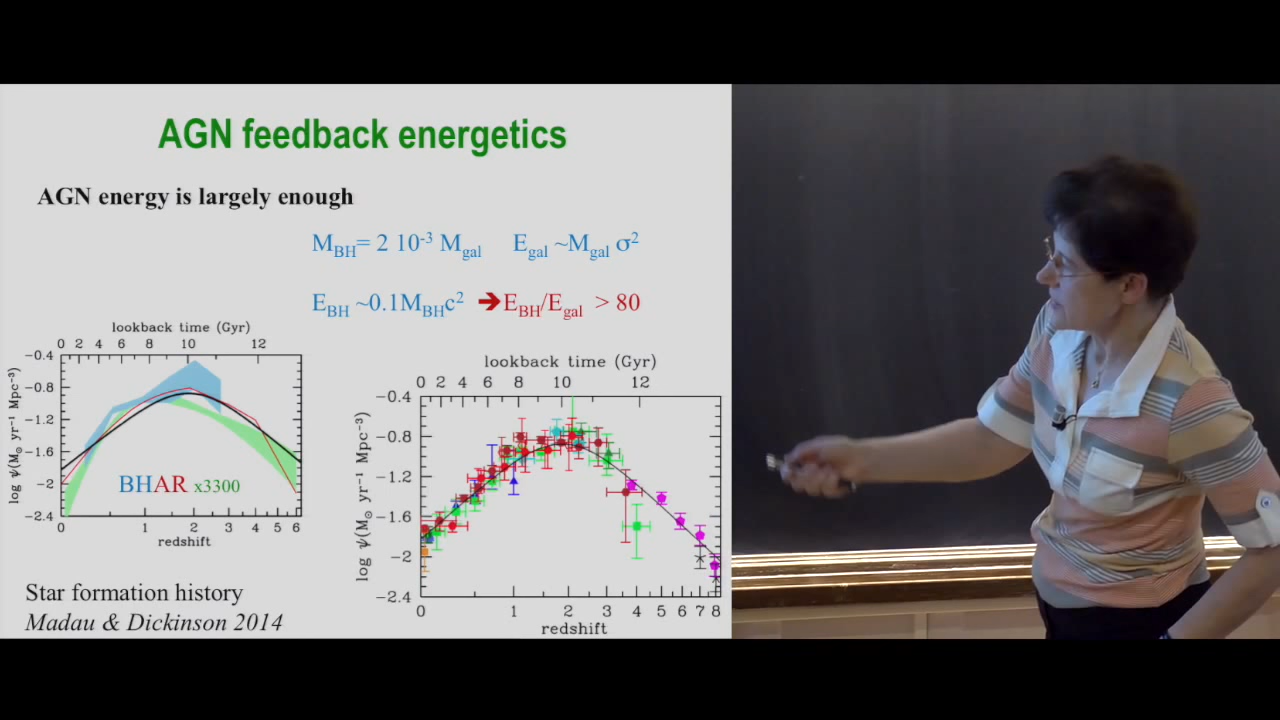 AGN feedback energetics
AGN energy is largely enough
M_BH = 2 10^-3 M_gal   E_gal ~M_gal σ^2
E_BH ~0.1M_BHc^2 ➔E_BH/E_gal > 80
lookback time (Gyr)
0 2 4 6 8 10 12
-0.4
-0.8
-1.2
-1.6
-2
-2.4
log ψ(M⊙ yr^-1 Mpc^-3)
BHAR x3300
0 1 2 3 4 5 6
redshift
lookback time (Gyr)
0 2 4 6 8 10 12
-0.4
-0.8
-1.2
-1.6
-2
-2.4
log ψ(M⊙ yr^-1 Mpc^-3)
0 1 2 3 4 5 6 7 8
redshift
Star formation history
Madau & Dickinson 2014